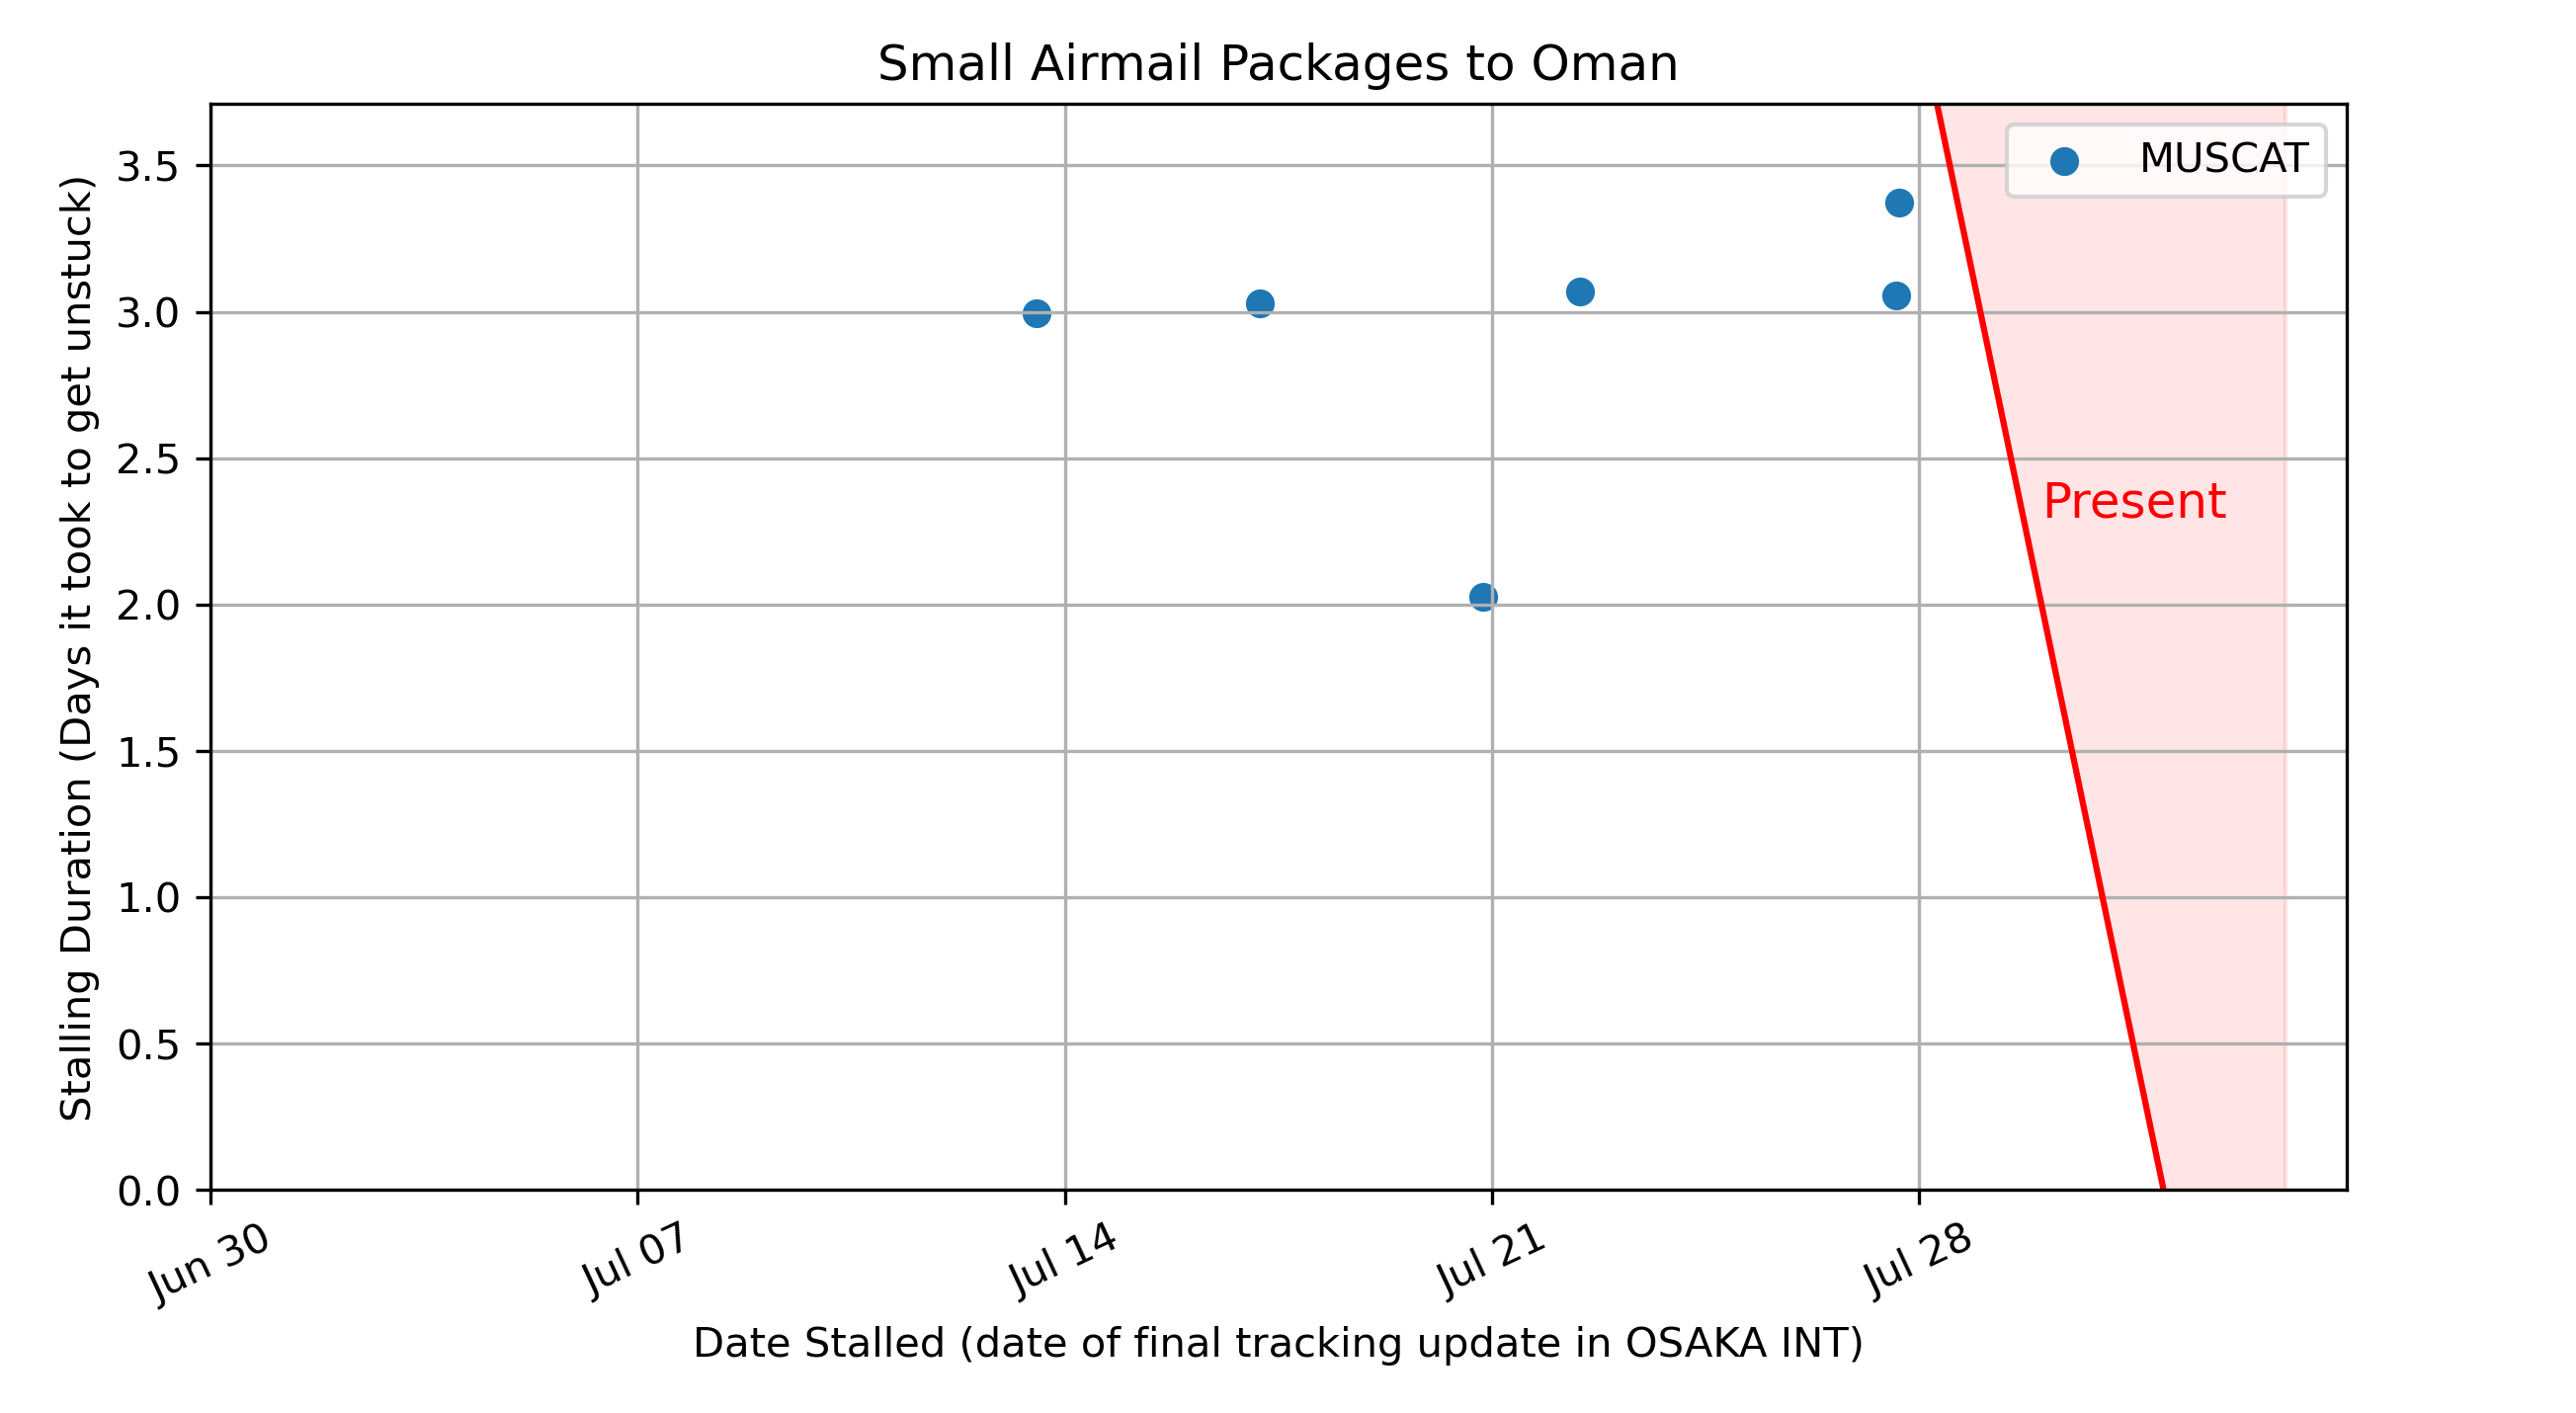 Small Airmail Packages to Oman
MUSCAT
Present
Stalling Duration (Days it took to get unstuck)
3.5
3.0
2.5
2.0
1.5
1.0
0.5
0.0
Jun 30
Jul 07
Jul 14
Jul 21
Jul 28
Date Stalled (date of final tracking update in OSAKA INT)